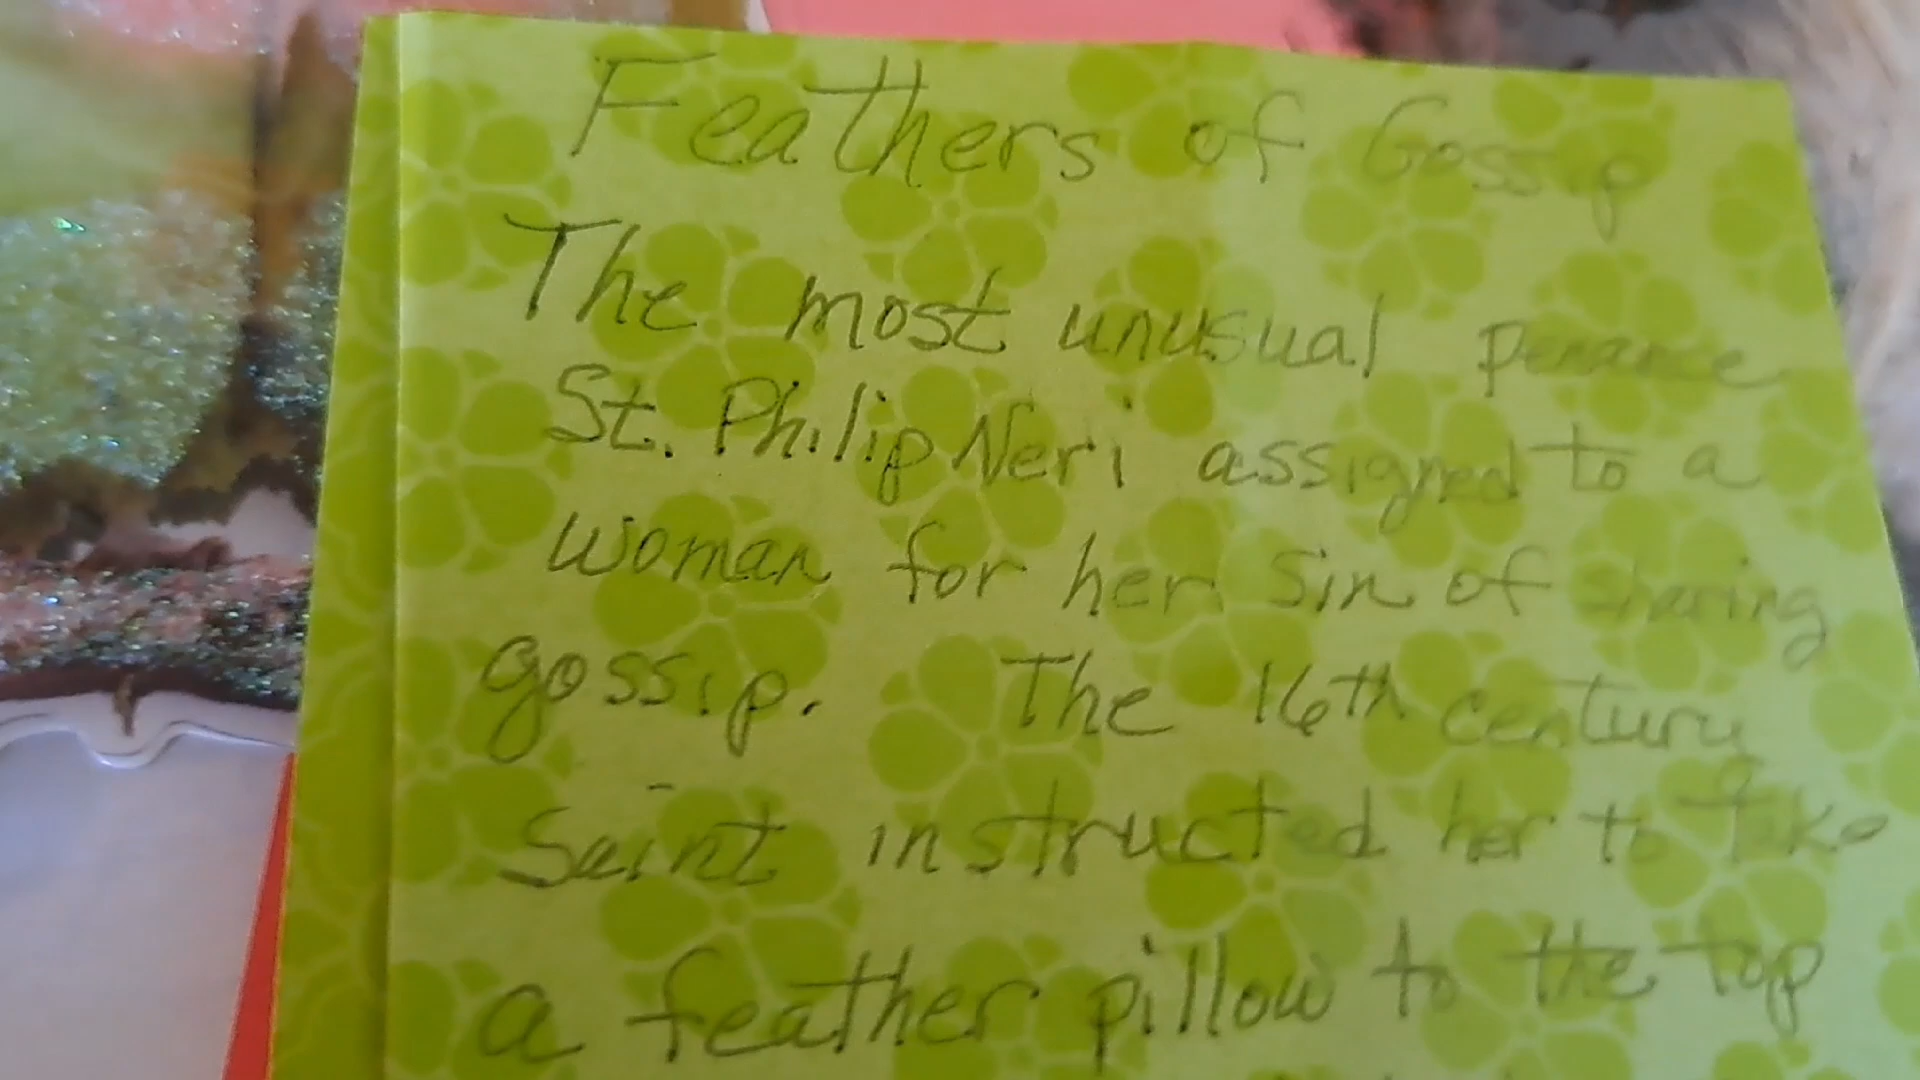 Feathers of Gossip
The most unusual penance
St. Philip Neri assigned to a
woman for her sin of sharing
gossip. The 16th century
Saint instructed her to take
a feather pillow to the top